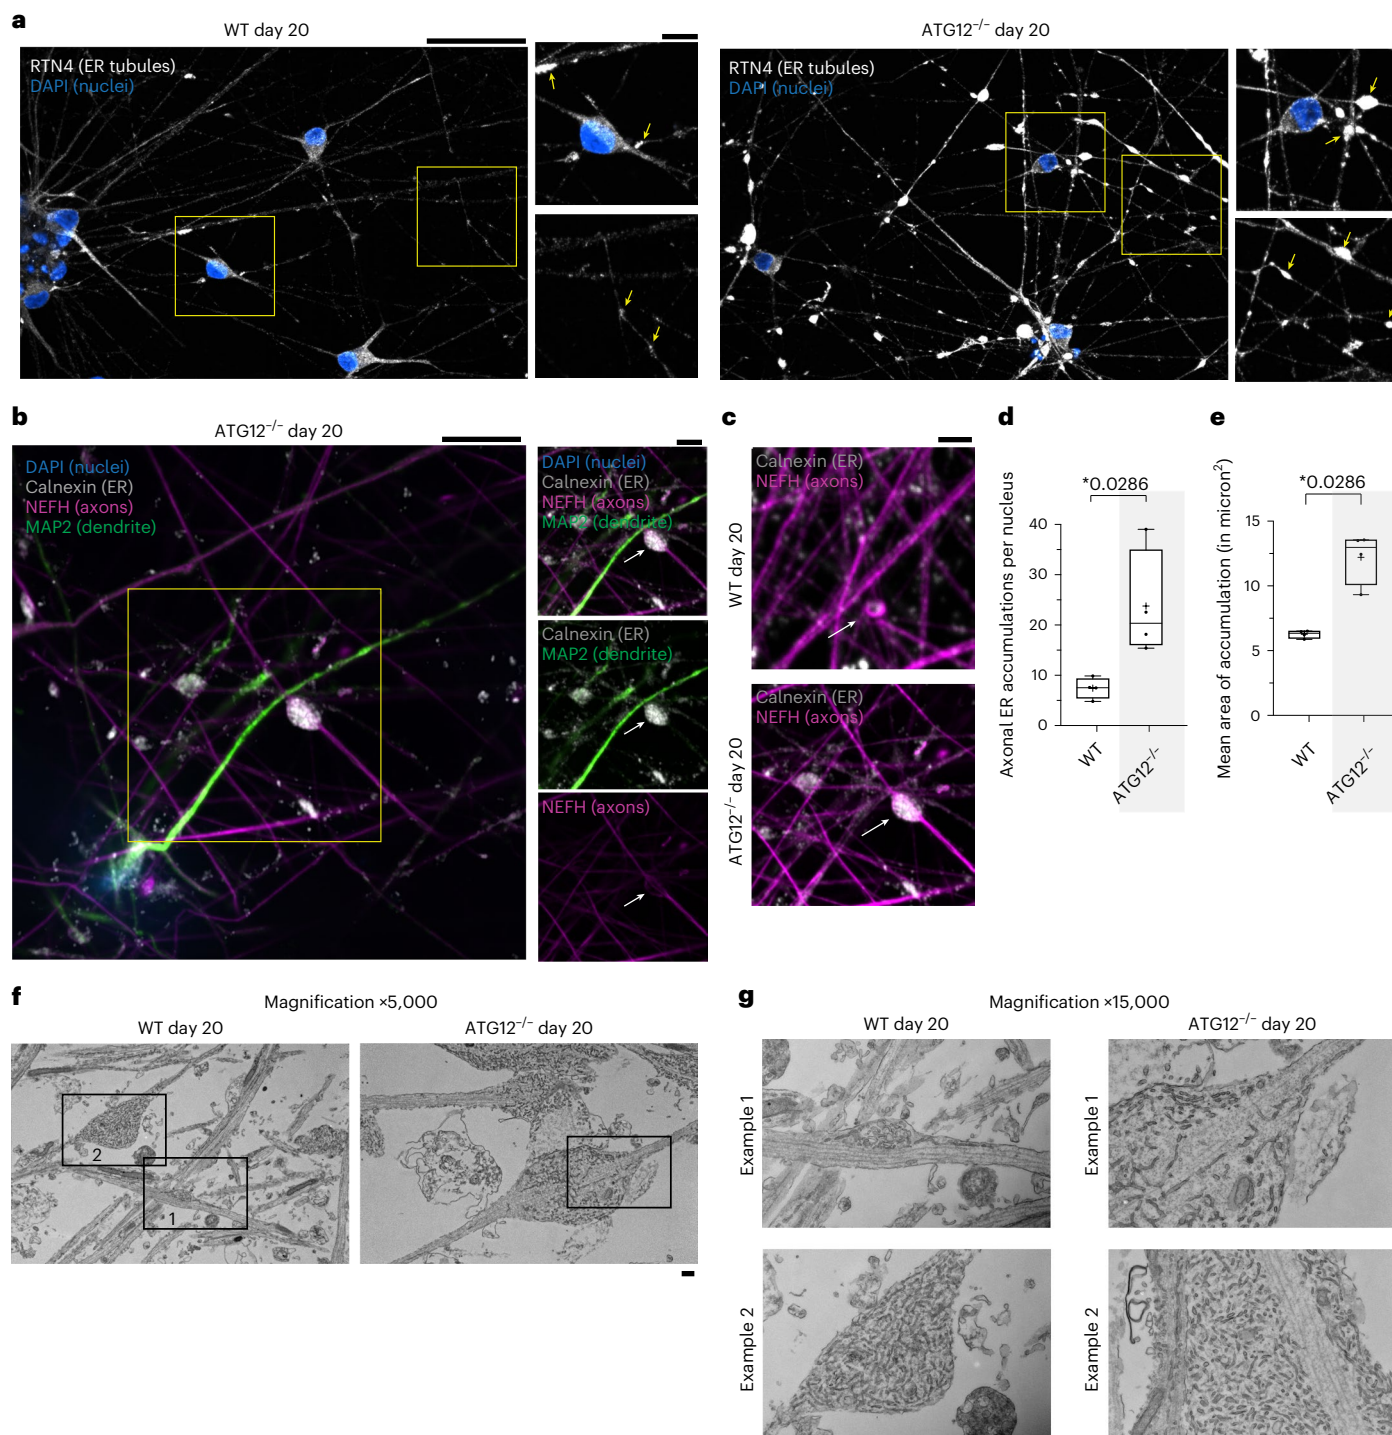 a
WT day 20
ATG12⁻/⁻ day 20
RTN4 (ER tubules)
DAPI (nuclei)
RTN4 (ER tubules)
DAPI (nuclei)
b
ATG12⁻/⁻ day 20
DAPI (nuclei)
Calnexin (ER)
NEFH (axons)
MAP2 (dendrite)
DAPI (nuclei)
Calnexin (ER)
NEFH (axons)
MAP2 (dendrite)
Calnexin (ER)
MAP2 (dendrite)
NEFH (axons)
c
WT day 20
Calnexin (ER)
NEFH (axons)
ATG12⁻/⁻ day 20
Calnexin (ER)
NEFH (axons)
d
Axonal ER accumulations per nucleus
*0.0286
40
30
20
10
0
WT
ATG12⁻/⁻
e
Mean area of accumulation (in micron²)
*0.0286
15
10
5
0
WT
ATG12⁻/⁻
f
Magnification ×5,000
WT day 20
ATG12⁻/⁻ day 20
2
1
g
Magnification ×15,000
WT day 20
ATG12⁻/⁻ day 20
Example 1
Example 1
Example 2
Example 2